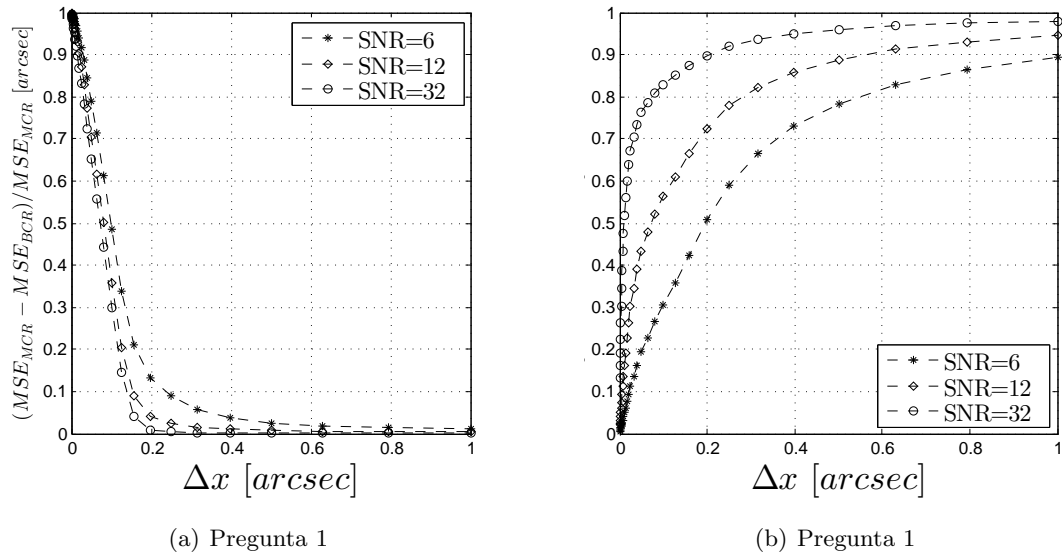 (MSE_MCR − MSE_BCR)/MSE_MCR [arcsec]
1
0.9
0.8
0.7
0.6
0.5
0.4
0.3
0.2
0.1
0
0 0.2 0.4 0.6 0.8 1
SNR=6
SNR=12
SNR=32
Δx [arcsec]
(a) Pregunta 1
1
0.9
0.8
0.7
0.6
0.5
0.4
0.3
0.2
0.1
0
0 0.2 0.4 0.6 0.8 1
SNR=6
SNR=12
SNR=32
Δx [arcsec]
(b) Pregunta 1